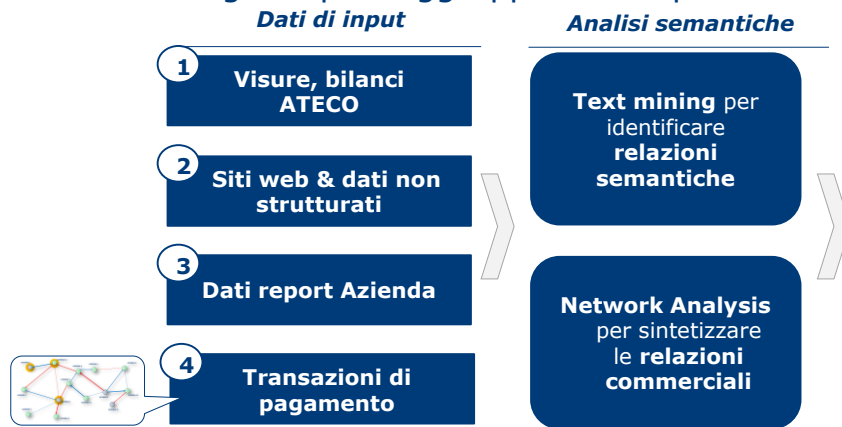 Dati di input
Analisi semantiche
1
Visure, bilanci
ATECO
2
Siti web & dati non
strutturati
3
Dati report Azienda
4
Transazioni di
pagamento
Text mining per
identificare
relazioni
semantiche
Network Analysis
per sintetizzare
le relazioni
commerciali